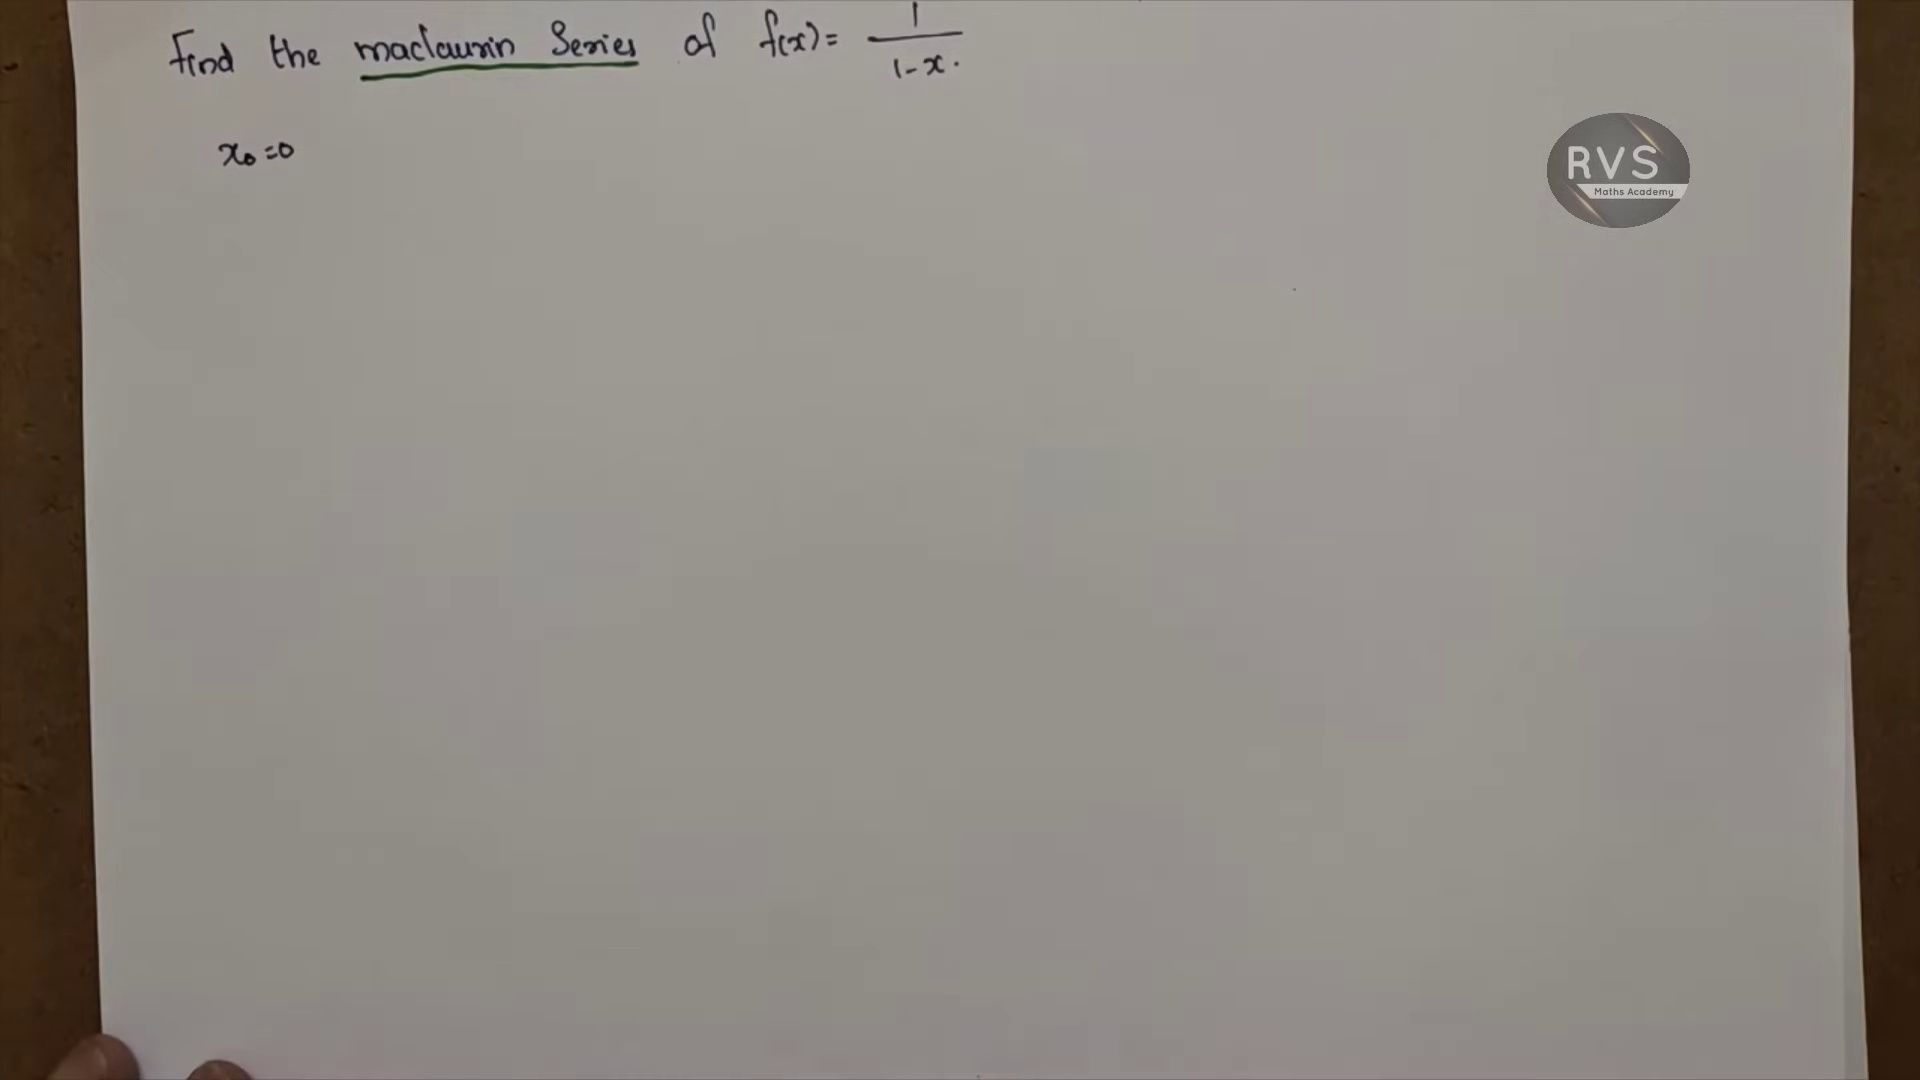 Find the maclaurin Series of f(x)= 1/1-x.
x₀=0
RVS
Maths Academy